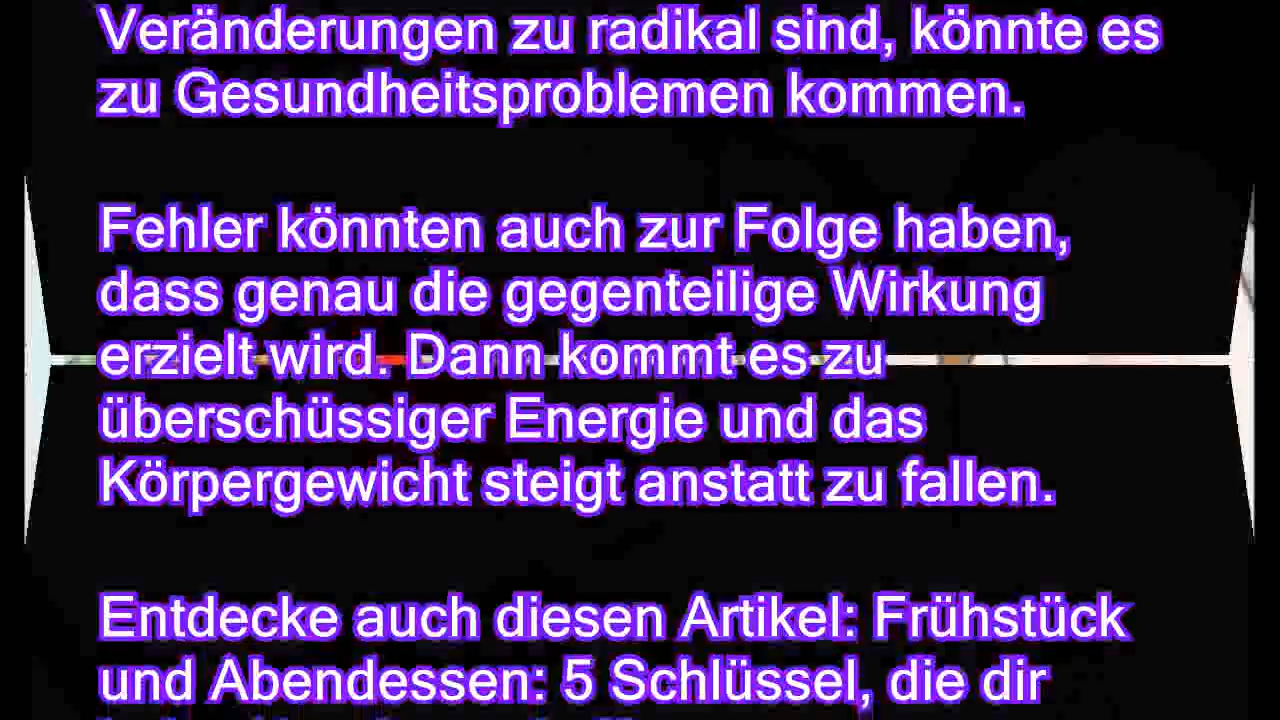 Veränderungen zu radikal sind, könnte es
zu Gesundheitsproblemen kommen.
Fehler könnten auch zur Folge haben,
dass genau die gegenteilige Wirkung
erzielt wird. Dann kommt es zu
überschüssiger Energie und das
Körpergewicht steigt anstatt zu fallen.
Entdecke auch diesen Artikel: Frühstück
und Abendessen: 5 Schlüssel, die dir